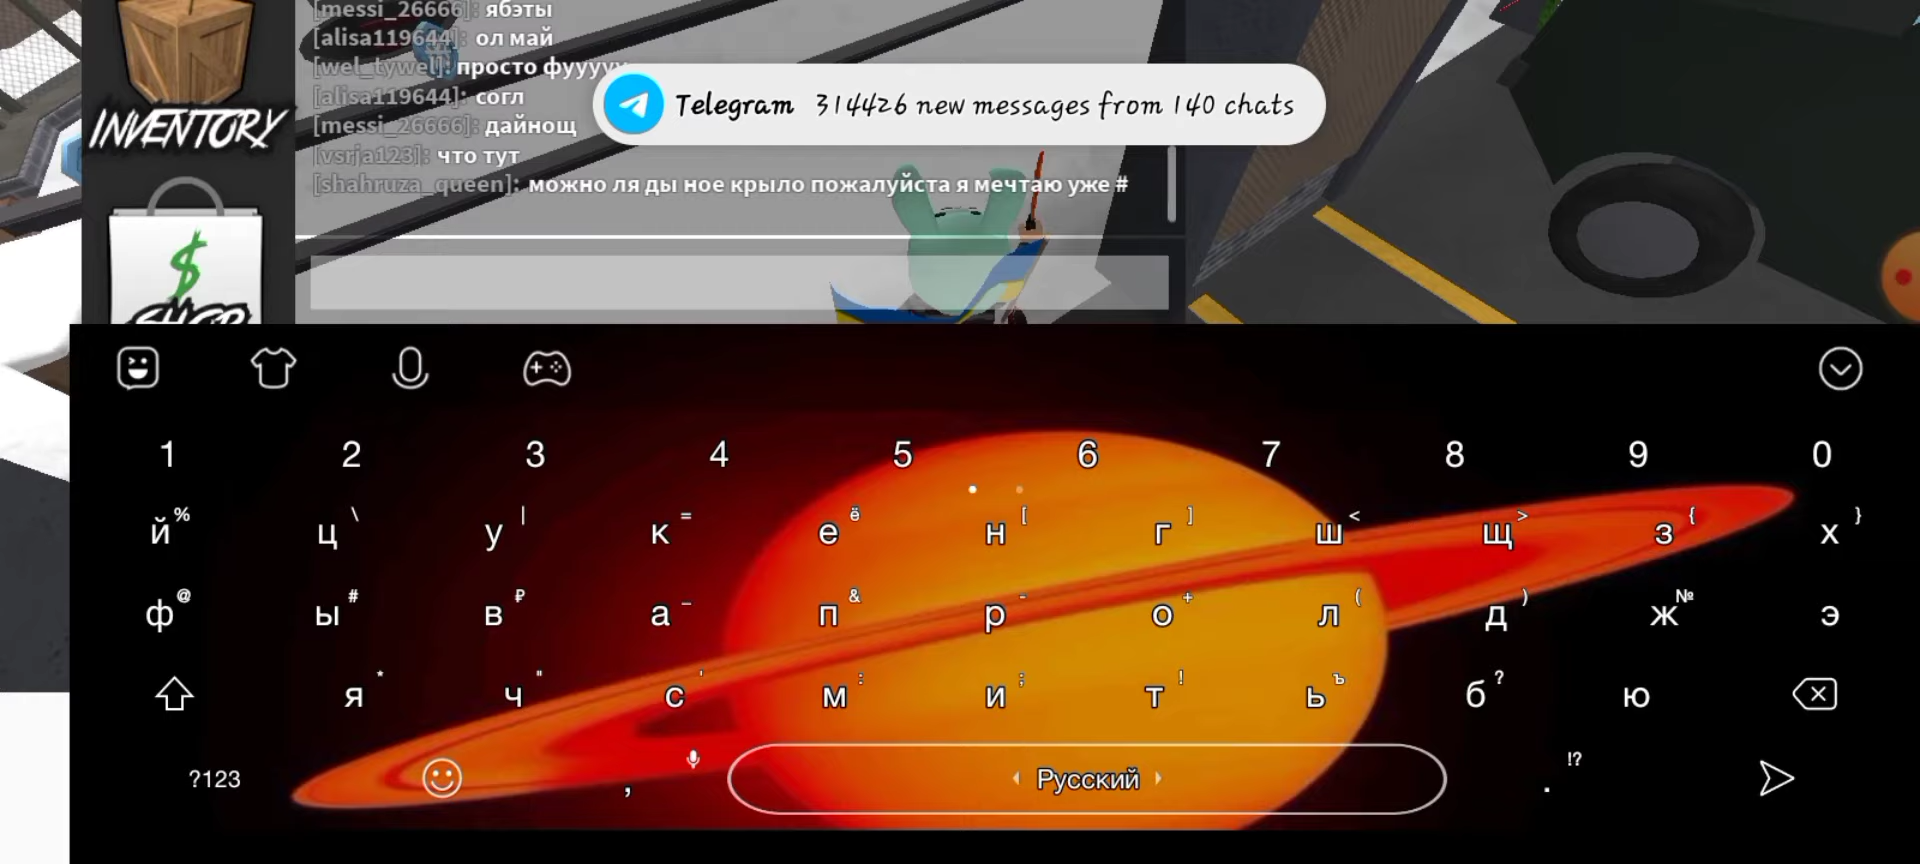 [messi_26666]: ябэты
[alisa119644]: ол май
[wel_tywel]: просто фуууу
[alisa119644]: согл
[messi_26666]: дайнощ
[vsrja123]: что тут
[shahruza_queen]: можно ля ды ное крыло пожалуйста я мечтаю уже #
Telegram 314426 new messages from 140 chats
INVENTORY
$
SHOP
1 2 3 4 5 6 7 8 9 0
й % ц \ у | к = е ё н [ г ] ш < щ > з { х }
ф @ ы # в ₽ а _ п & р - о + л ( д ) ж № э
я * ч " с ' м : и ; т ! ь ъ б ? ю
?123 , Русский . !?